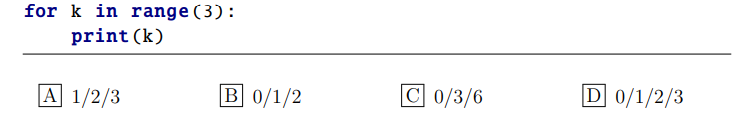 for k in range(3):
    print(k)
A 1/2/3 B 0/1/2 C 0/3/6 D 0/1/2/3